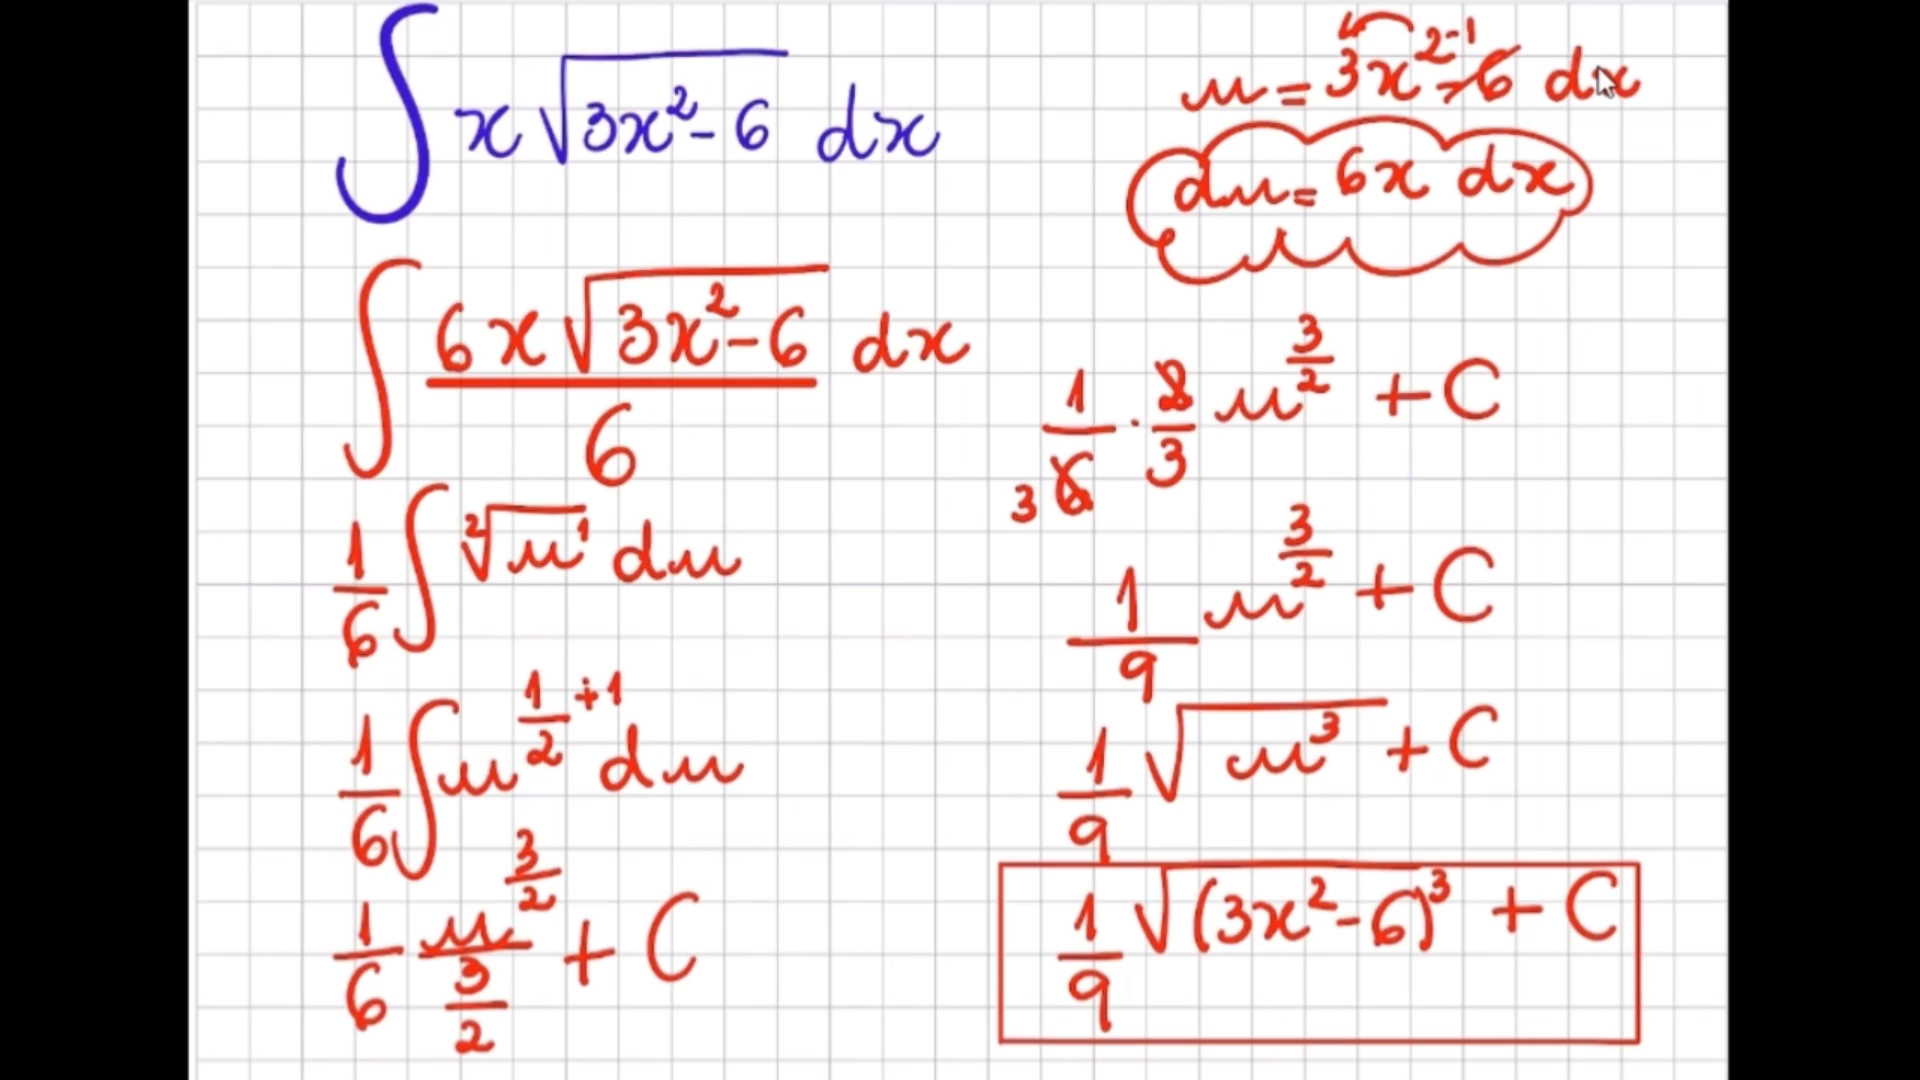 ∫ x√(3x²-6) dx
∫ 6x√(3x²-6) / 6 dx
1/6 ∫ ²√(u¹) du
1/6 ∫ u^(1/2 +1) du
1/6 u^(3/2) / (3/2) + C
u = 3x²⁻¹ - 6 dx
du = 6x dx
3 1/6 · 2/3 u^(3/2) + C
1/9 u^(3/2) + C
1/9 √(u³) + C
1/9 √((3x²-6)³) + C